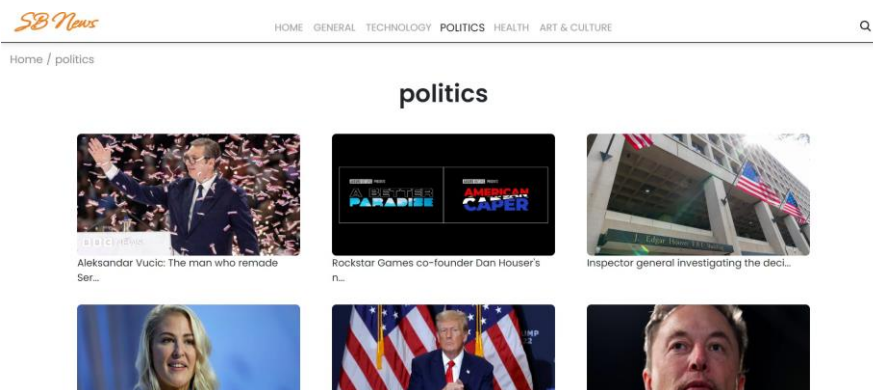 SB News
HOME GENERAL TECHNOLOGY POLITICS HEALTH ART & CULTURE
Home / politics
politics
BBC NEWS
A BETTER
PARADISE
AMERICAN
CAPER
J. Edgar Hoover F.B.I. Building
Aleksandar Vucic: The man who remade
Ser...
Rockstar Games co-founder Dan Houser's
n...
Inspector general investigating the deci...